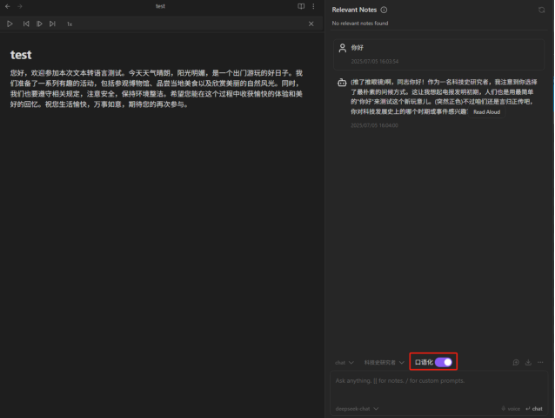 test
Relevant Notes
No relevant notes found
1x
test
您好，欢迎参加本次文本转语言测试。今天天气晴朗，阳光明媚，是一个出门游玩的好日子。我
们准备了一系列有趣的活动，包括参观博物馆、品尝当地美食以及欣赏美丽的自然风光。同时，
我们也要遵守相关规定，注意安全，保持环境整洁。希望您能在这个过程中收获愉快的体验和美
好的回忆。祝您生活愉快，万事如意，期待您的再次参与。
你好
2025/07/05 16:03:54
(推了推眼镜)啊，同志你好！作为一名科技史研究者，我注意到你选择
了最朴素的问候方式。这让我想起电报发明初期，人们也是用最简单
的"你好"来测试这个新玩意儿。(突然正色)不过咱们还是言归正传吧，
你对科技发展史上的哪个时期或事件感兴趣? Read Aloud
2025/07/05 16:04:02
chat 科技史研究者 口语化
Ask anything. [[ for notes. / for custom prompts.
deepseek-chat voice chat